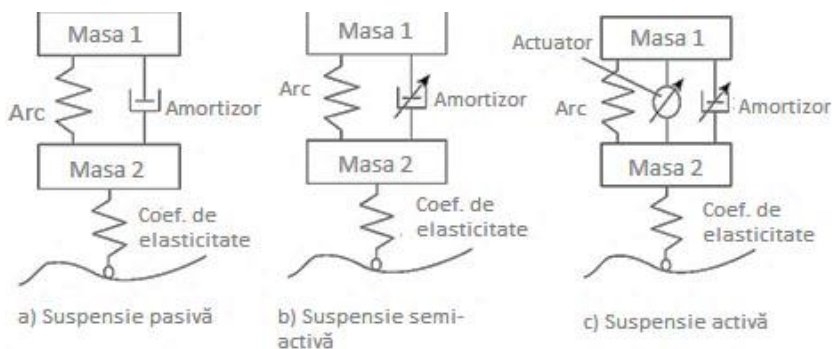 Masa 1
Arc
Amortizor
Masa 2
Coef. de
elasticitate
a) Suspensie pasivă
Masa 1
Arc
Amortizor
Masa 2
Coef. de
elasticitate
b) Suspensie semi-
activă
Actuator
Masa 1
Arc
Amortizor
Masa 2
Coef. de
elasticitate
c) Suspensie activă